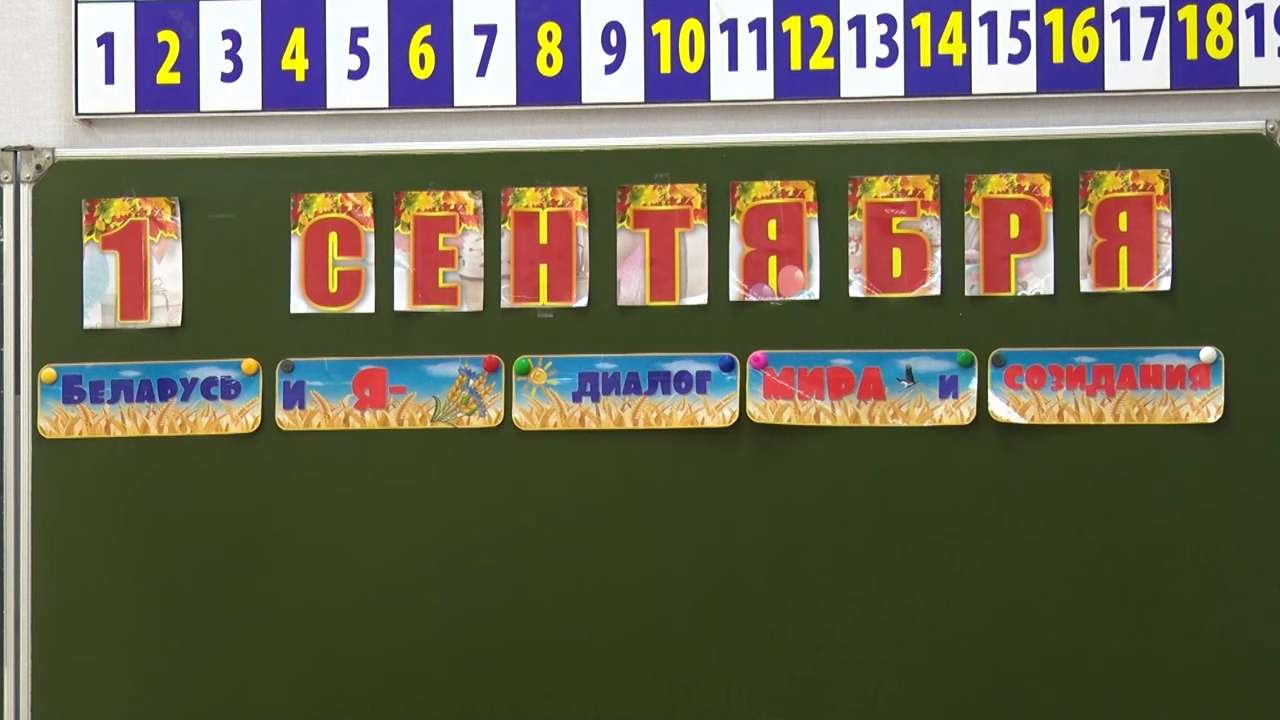 1 2 3 4 5 6 7 8 9 10 11 12 13 14 15 16 17 18 19
1 СЕНТЯБРЯ
Беларусь и Я- диалог мира и созидания